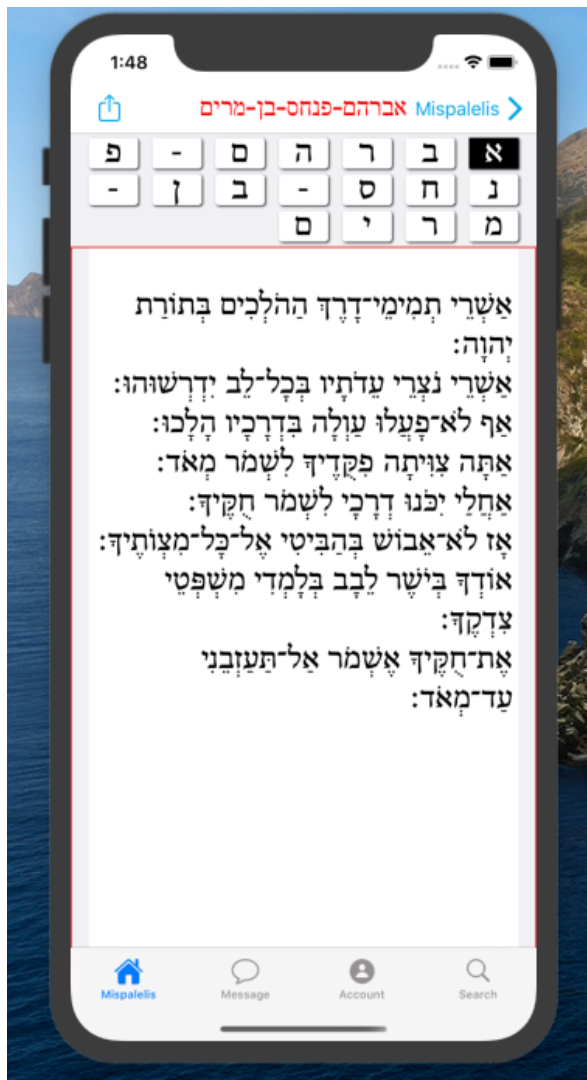 1:48
אברהם-פנחס-בן-מרים Mispalelis
א ב ר ה ם - פ
נ ח ס - ב ן -
מ ר י ם
אַשְׁרֵי תְמִימֵי־דָרֶךְ הַהֹלְכִים בְּתוֹרַת
יְהוָה׃
אַשְׁרֵי נֹצְרֵי עֵדֹתָיו בְּכָל־לֵב יִדְרְשׁוּהוּ׃
אַף לֹא־פָעֲלוּ עַוְלָה בִּדְרָכָיו הָלָכוּ׃
אַתָּה צִוִּיתָה פִקֻּדֶיךָ לִשְׁמֹר מְאֹד׃
אַחֲלַי יִכֹּנוּ דְרָכָי לִשְׁמֹר חֻקֶּיךָ׃
אָז לֹא־אֵבוֹשׁ בְּהַבִּיטִי אֶל־כָּל־מִצְוֹתֶיךָ׃
אוֹדְךָ בְּיֹשֶׁר לֵבָב בְּלָמְדִי מִשְׁפְּטֵי
צִדְקֶךָ׃
אֶת־חֻקֶּיךָ אֶשְׁמֹר אַל־תַּעַזְבֵנִי
עַד־מְאֹד׃
Mispalelis Message Account Search